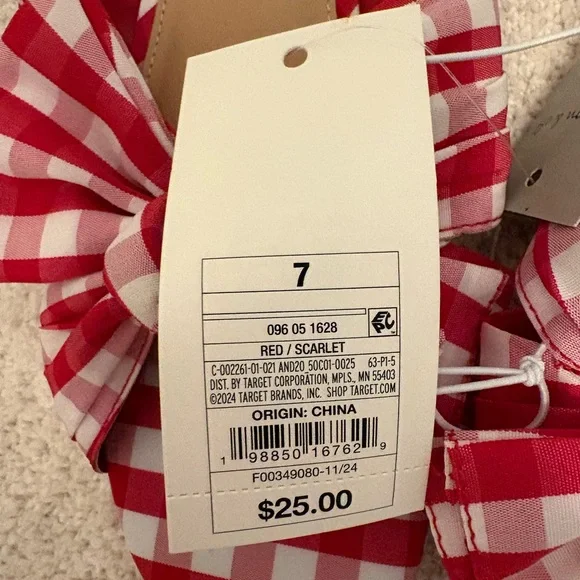 7
EPC
096 05 1628
RED / SCARLET
C-002261-01-021 AND20_50C01-0025 63-P1-5
DIST. BY TARGET CORPORATION, MPLS., MN 55403
©2024 TARGET BRANDS, INC. SHOP TARGET.COM
ORIGIN: CHINA
1 98850 16762 9
F00349080-11/24
$25.00